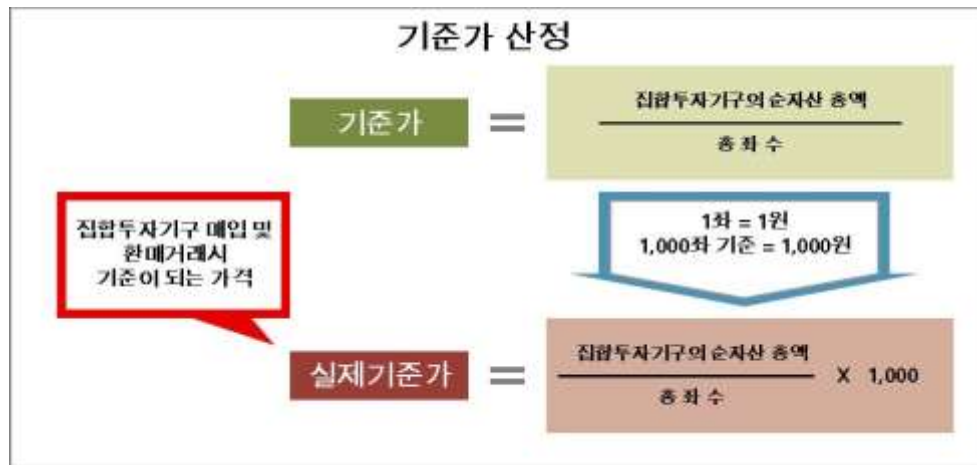 기준가 산정
기준가 =
집합투자기구의 순자산 총액
총 좌 수
집합투자기구 매입 및
환매거래시
기준이 되는 가격
1좌 = 1원
1,000좌 기준 = 1,000원
실제기준가 =
집합투자기구의 순자산 총액
총 좌 수
X 1,000